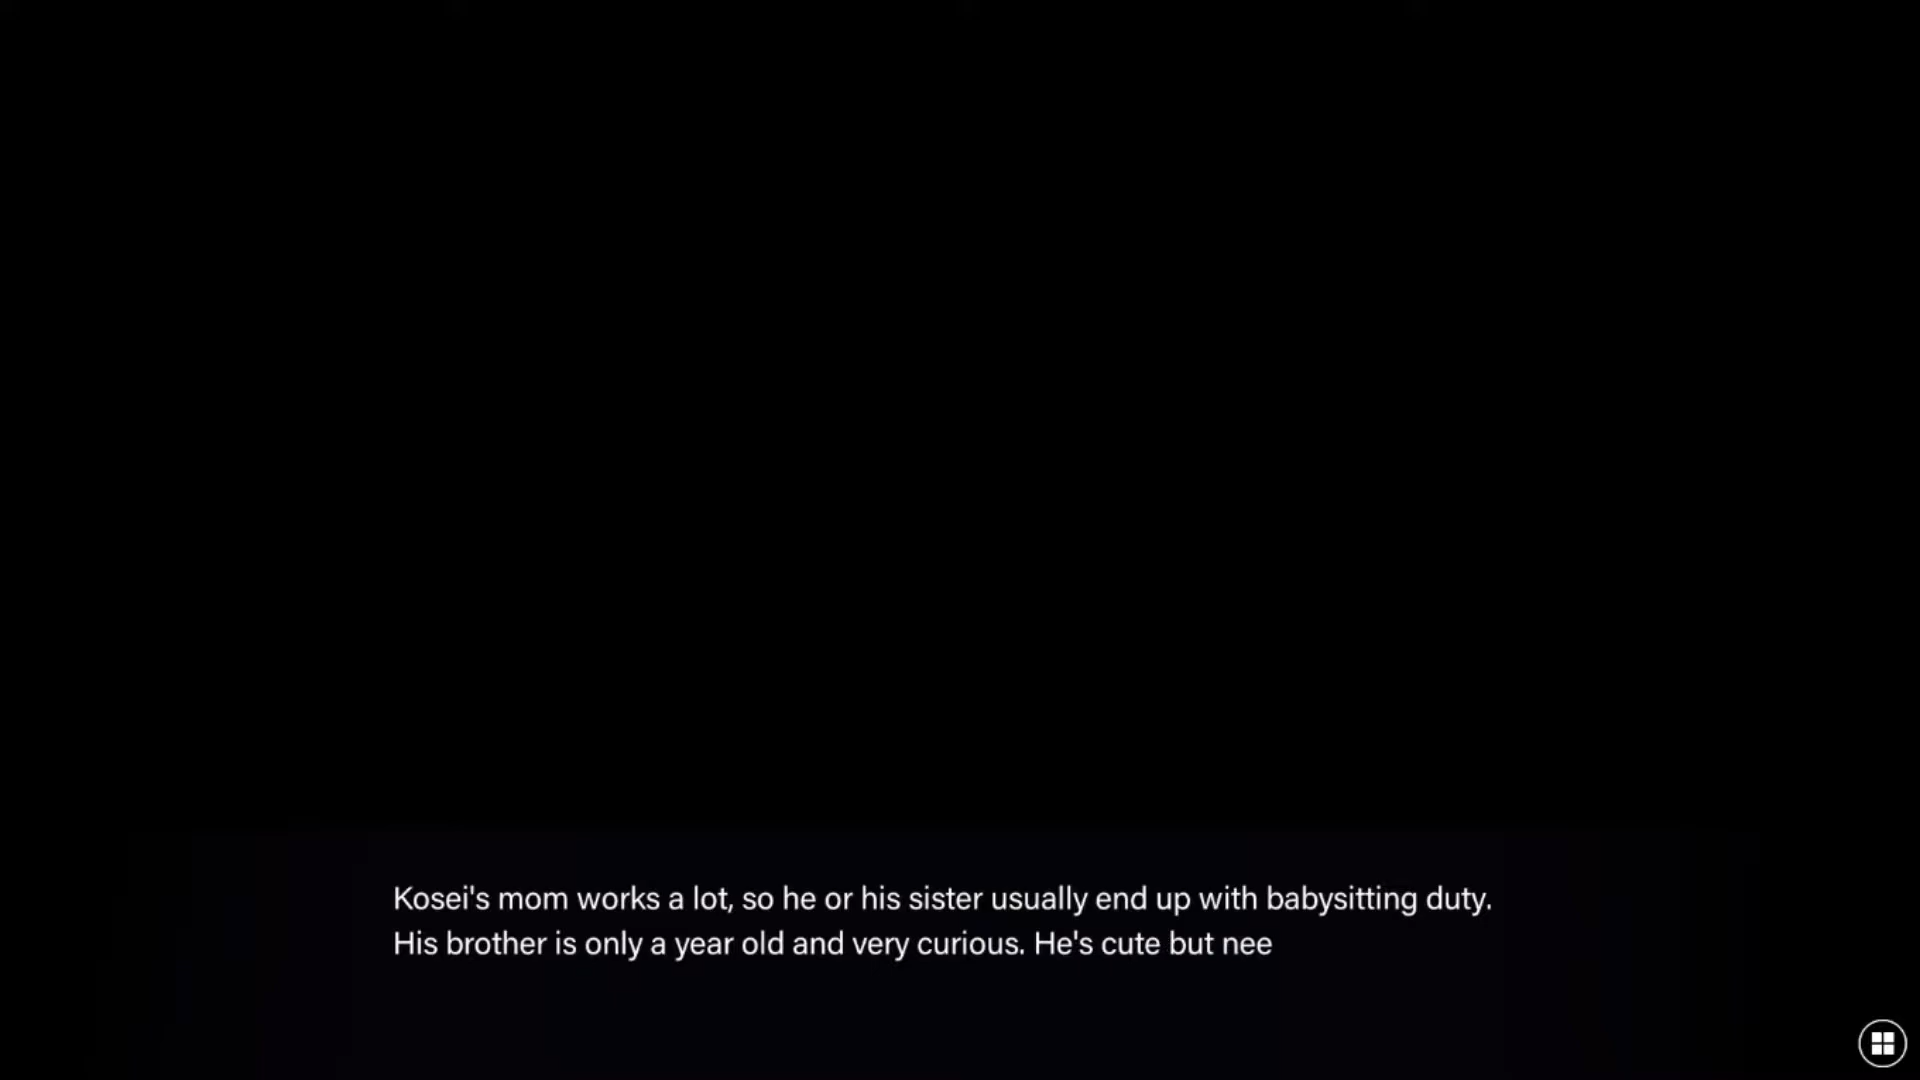 Kosei's mom works a lot, so he or his sister usually end up with babysitting duty.
His brother is only a year old and very curious. He's cute but nee